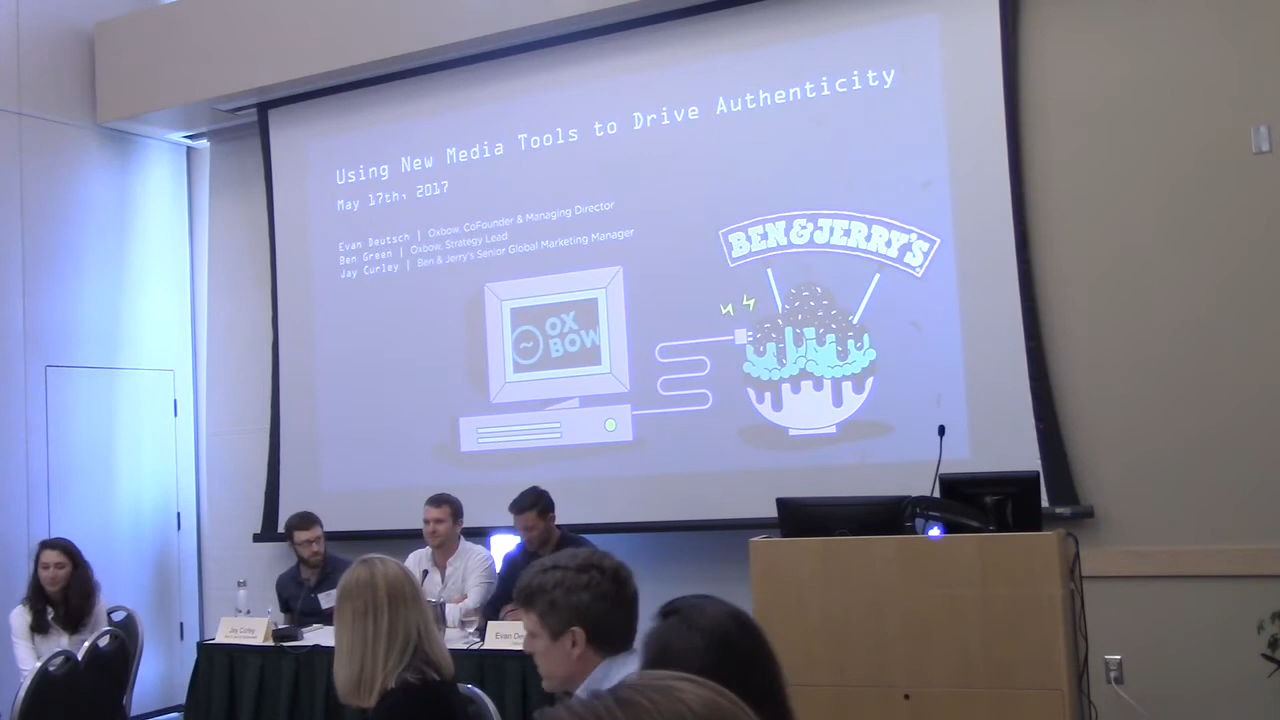 Using New Media Tools to Drive Authenticity
May 17th, 2017
Evan Deutsch | Oxbow, CoFounder & Managing Director
Ben Green | Oxbow, Strategy Lead
Jay Curley | Ben & Jerry's Senior Global Marketing Manager
BEN & JERRY'S
OX
BOW
Jay Curley
Evan De